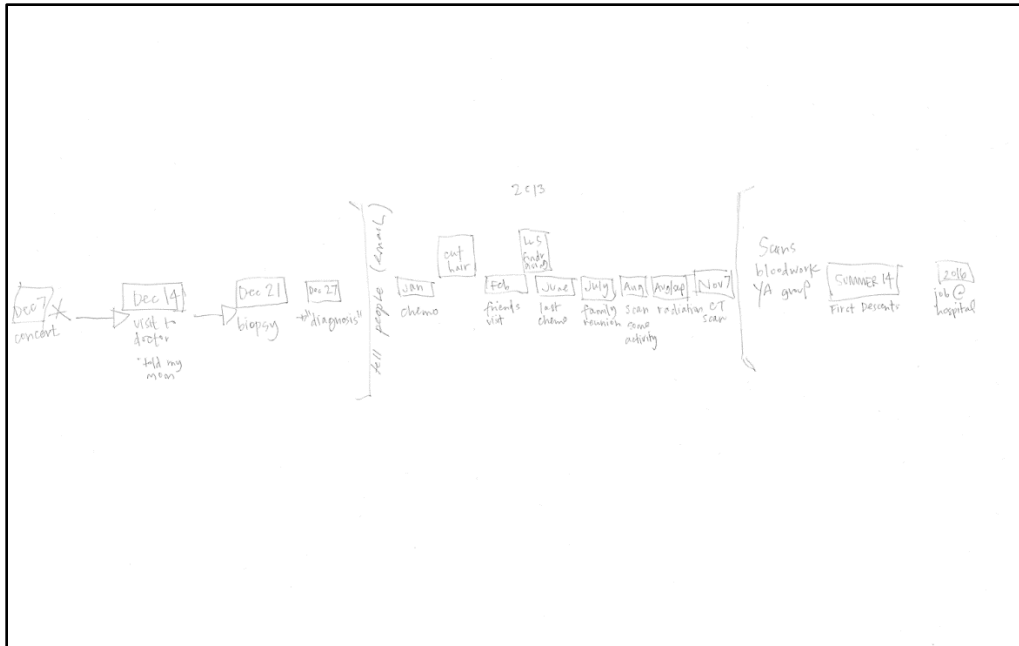 2013
Dec 7
concert
Dec 14
visit to
doctor
"told my
mom"
Dec 21
biopsy
Dec 27
"diagnosis"
tell people (email)
Jan
chemo
cut
hair
Feb
friends
visit
June
last
chemo
July
family
reunion
Aug
scan
some
activity
radiation
Nov 7
CT
scan
Scans
bloodwork
YA group
SUMMER 14
First Descents
2016
job @
hospital